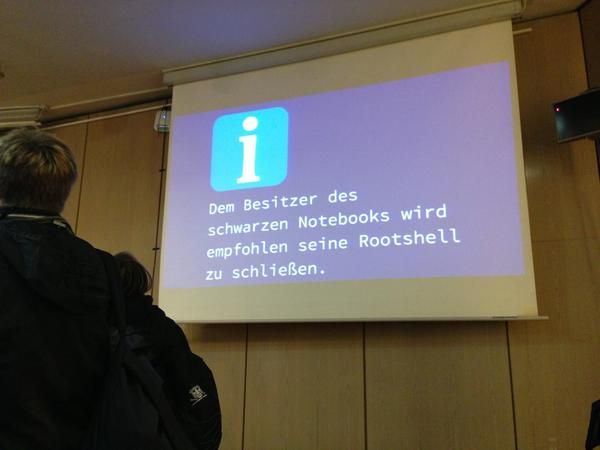 i
Dem Besitzer des
schwarzen Notebooks wird
empfohlen seine Rootshell
zu schließen.